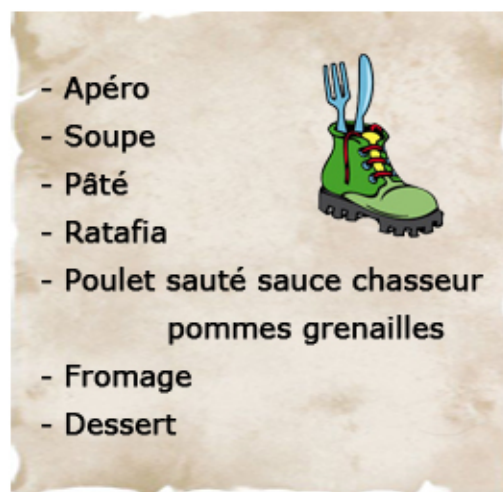 - Apéro
- Soupe
- Pâté
- Ratafia
- Poulet sauté sauce chasseur
pommes grenailles
- Fromage
- Dessert